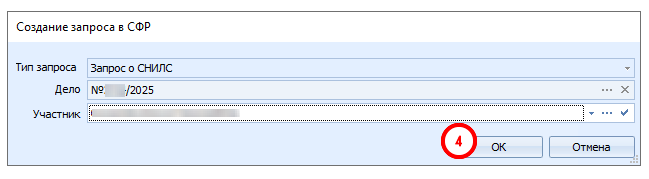 Создание запроса в СФР
Тип запроса Запрос о СНИЛС
Дело № /2025
Участник
4 OK Отмена